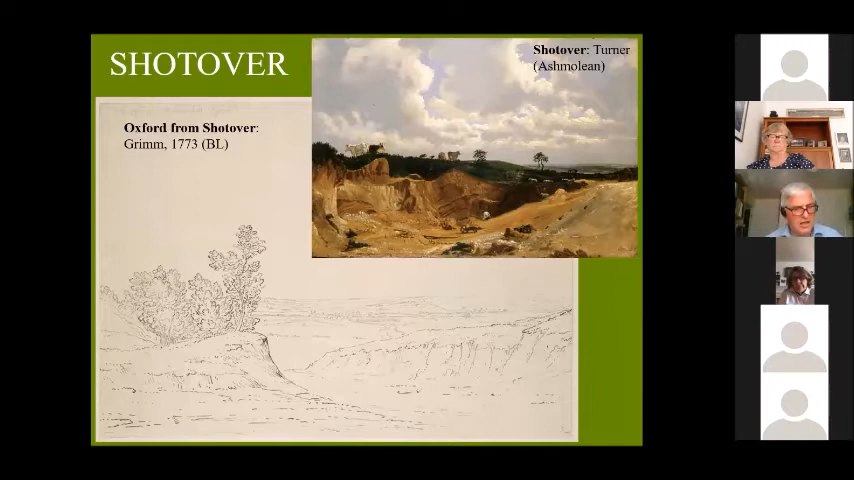 SHOTOVER
Shotover: Turner
(Ashmolean)
Oxford from Shotover:
Grimm, 1773 (BL)